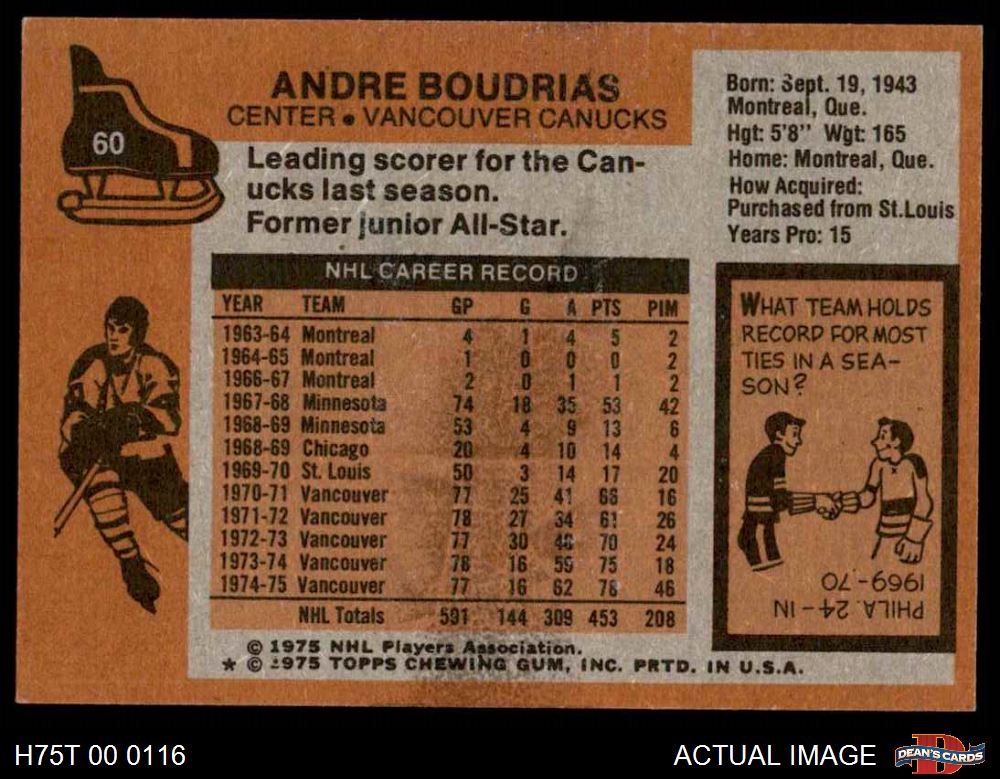 60
ANDRE BOUDRIAS
CENTER • VANCOUVER CANUCKS
Leading scorer for the Can-
ucks last season.
Former junior All-Star.
Born: Sept. 19, 1943
Montreal, Que.
Hgt: 5'8" Wgt: 165
Home: Montreal, Que.
How Acquired:
Purchased from St.Louis
Years Pro: 15
NHL CAREER RECORD
YEAR TEAM GP G A PTS PIM
1963-64 Montreal 4 1 4 5 2
1964-65 Montreal 1 0 0 0 2
1966-67 Montreal 2 0 1 1 2
1967-68 Minnesota 74 18 35 53 42
1968-69 Minnesota 53 4 9 13 6
1968-69 Chicago 20 4 10 14 4
1969-70 St. Louis 50 3 14 17 20
1970-71 Vancouver 77 25 41 66 16
1971-72 Vancouver 78 27 34 61 26
1972-73 Vancouver 77 30 40 70 24
1973-74 Vancouver 78 16 59 75 18
1974-75 Vancouver 77 16 62 78 46
NHL Totals 591 144 309 453 208
© 1975 NHL Players Association.
* © 1975 TOPPS CHEWING GUM, INC. PRTD. IN U.S.A.
WHAT TEAM HOLDS
RECORD FOR MOST
TIES IN A SEA-
SON?
PHILA. 24-IN
1969-70
H75T 00 0116
ACTUAL IMAGE
DEAN'S CARDS